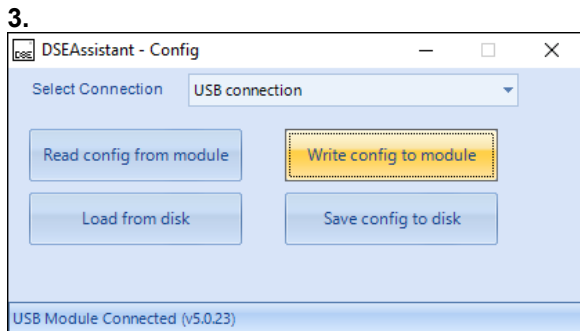 3.
DSE DSEAssistant - Config
Select Connection USB connection
Read config from module Write config to module
Load from disk Save config to disk
USB Module Connected (v5.0.23)